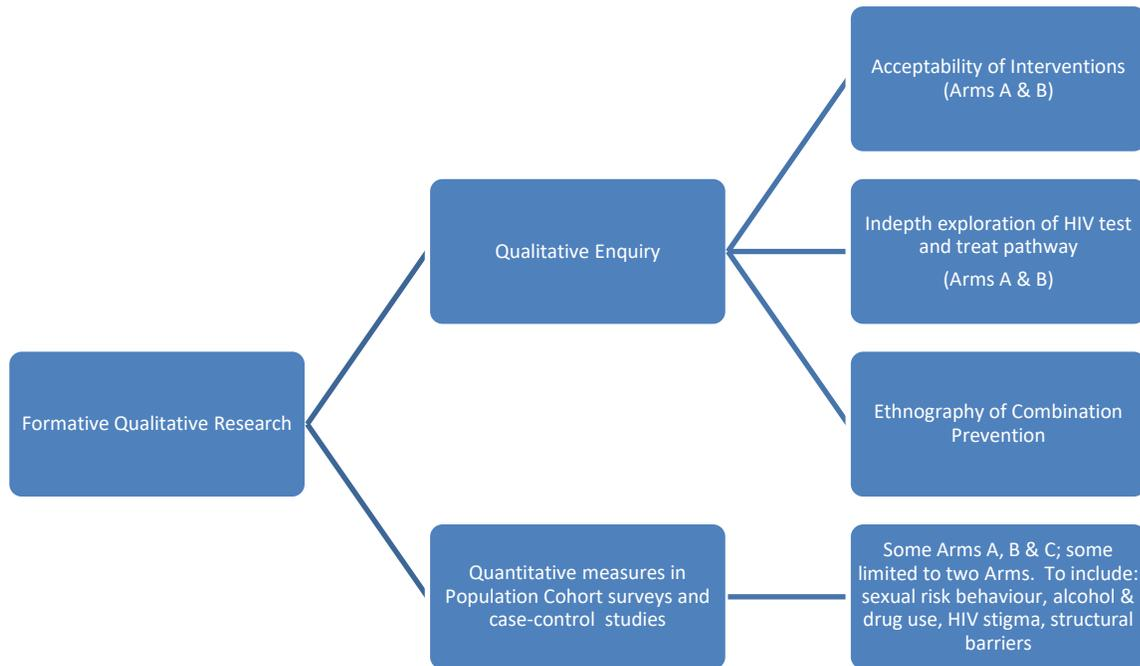 Formative Qualitative Research
Qualitative Enquiry
Acceptability of Interventions
(Arms A & B)
Indepth exploration of HIV test
and treat pathway
(Arms A & B)
Ethnography of Combination
Prevention
Quantitative measures in
Population Cohort surveys and
case-control studies
Some Arms A, B & C; some
limited to two Arms. To include:
sexual risk behaviour, alcohol &
drug use, HIV stigma, structural
barriers